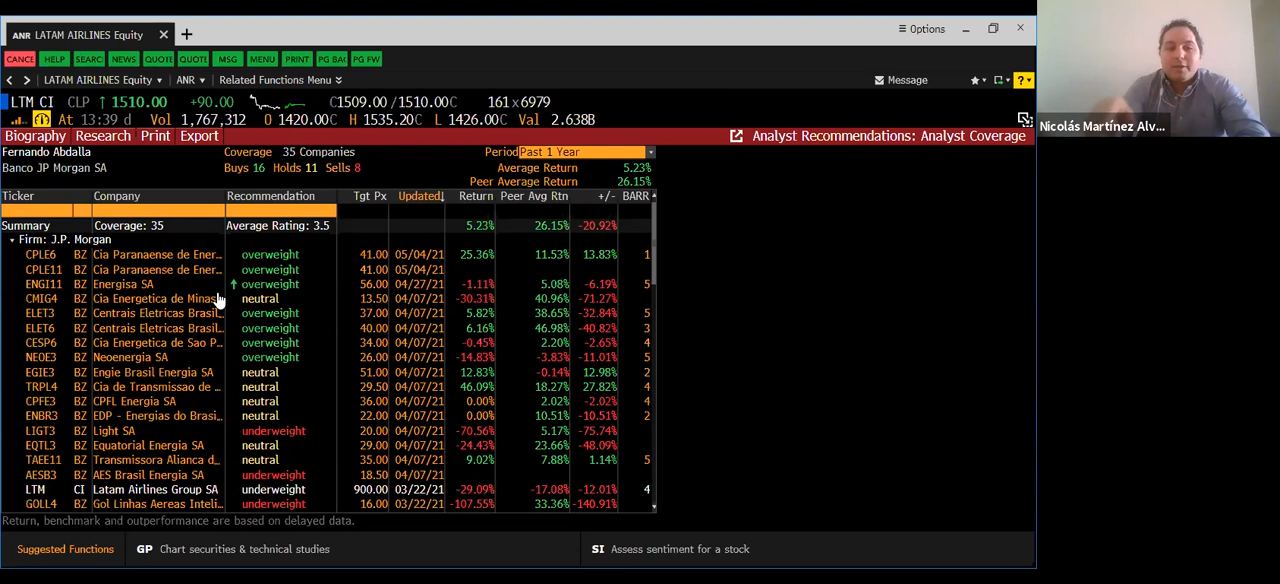 ANR LATAM AIRLINES Equity
Options
CANCE HELP SEARC NEWS QUOTE QUOTE MSG MENU PRINT PG BAC PG FW
LATAM AIRLINES Equity ANR Related Functions Menu Message
LTM CI CLP ↑ 1510.00 +90.00 C1509.00 / 1510.00C 161 x 6979
At 13:39 d Vol 1,767,312 O 1420.00C H 1535.20C L 1426.00C Val 2.638B
Biography Research Print Export Analyst Recommendations: Analyst Coverage
Fernando Abdalla Coverage 35 Companies Period Past 1 Year
Banco JP Morgan SA Buys 16 Holds 11 Sells 8 Average Return 5.23%
Peer Average Return 26.15%
Ticker Company Recommendation Tgt Px Updated↓ Return Peer Avg Rtn +/- BARR
Summary Coverage: 35 Average Rating: 3.5 5.23% 26.15% -20.92%
Firm: J.P. Morgan
CPLE6 BZ Cia Paranaense de Ener... overweight 41.00 05/04/21 25.36% 11.53% 13.83% 1
CPLE11 BZ Cia Paranaense de Ener... overweight 41.00 05/04/21
ENGI11 BZ Energisa SA ↑ overweight 56.00 04/27/21 -1.11% 5.08% -6.19% 5
CMIG4 BZ Cia Energetica de Minas neutral 13.50 04/07/21 -30.31% 40.96% -71.27%
ELET3 BZ Centrais Eletricas Brasil... overweight 37.00 04/07/21 5.82% 38.65% -32.84% 5
ELET6 BZ Centrais Eletricas Brasil... overweight 40.00 04/07/21 6.16% 46.98% -40.82% 3
CESP6 BZ Cia Energetica de Sao P... overweight 34.00 04/07/21 -0.45% 2.20% -2.65% 4
NEOE3 BZ Neoenergia SA overweight 26.00 04/07/21 -14.83% -3.83% -11.01% 5
EGIE3 BZ Engie Brasil Energia SA neutral 51.00 04/07/21 12.83% -0.14% 12.98% 2
TRPL4 BZ Cia de Transmissao de ... neutral 29.50 04/07/21 46.09% 18.27% 27.82% 4
CPFE3 BZ CPFL Energia SA neutral 36.00 04/07/21 0.00% 2.02% -2.02% 4
ENBR3 BZ EDP - Energias do Brasi... neutral 22.00 04/07/21 0.00% 10.51% -10.51% 2
LIGT3 BZ Light SA underweight 20.00 04/07/21 -70.56% 5.17% -75.74%
EQTL3 BZ Equatorial Energia SA neutral 29.00 04/07/21 -24.43% 23.66% -48.09%
TAEE11 BZ Transmissora Alianca d... neutral 35.00 04/07/21 9.02% 7.88% 1.14% 5
AESB3 BZ AES Brasil Energia SA underweight 18.50 04/07/21
LTM CI Latam Airlines Group SA underweight 900.00 03/22/21 -29.09% -17.08% -12.01% 4
GOLL4 BZ Gol Linhas Aereas Inteli... underweight 16.00 03/22/21 -107.55% 33.36% -140.91%
Return, benchmark and outperformance are based on delayed data.
Suggested Functions GP Chart securities & technical studies SI Assess sentiment for a stock
Nicolás Martínez Alv...